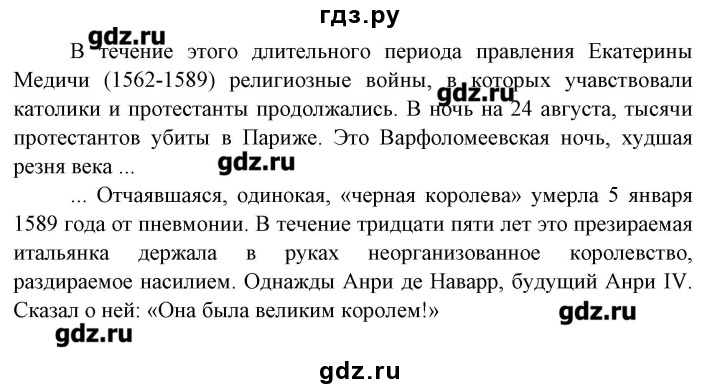 гдз.ру
gdz.ru
В течение этого длительного периода правления Екатерины
Медичи (1562-1589) религиозные войны, в которых учавствовали
католики и протестанты продолжались. В ночь на 24 августа, тысячи
gdz.ru
протестантов убиты в Париже. Это Варфоломеевская ночь, худшая
резня века ...
gdz.ru
... Отчаявшаяся, одинокая, «черная королева» умерла 5 января
1589 года от пневмонии. В течение тридцати пяти лет это презираемая
итальянка держала в руках неорганизованное королевство,
раздираемое насилием. Однажды Анри де Наварр, будущий Анри IV.
Сказал о ней: «Она была великим королем!»
gdz.ru
gdz.ru
gdz.ru